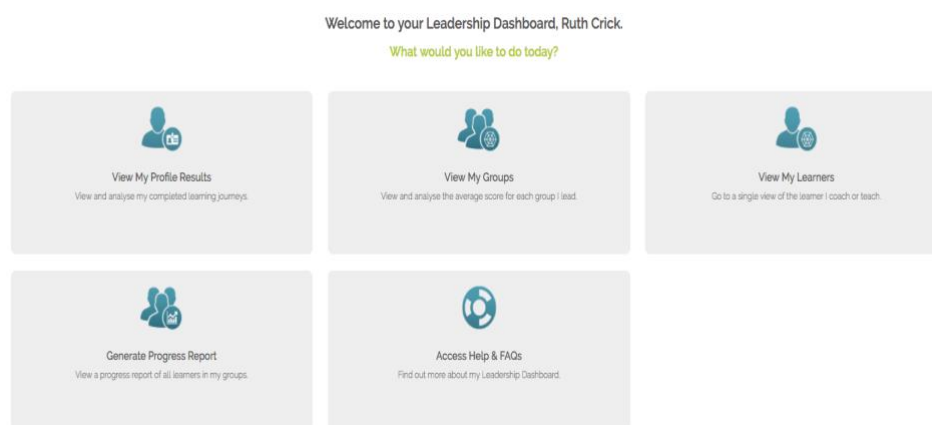 Welcome to your Leadership Dashboard, Ruth Crick.
What would you like to do today?
View My Profile Results
View and analyse my completed learning journeys.
View My Groups
View and analyse the average score for each group I lead.
View My Learners
Go to a single view of the learner I coach or teach.
Generate Progress Report
View a progress report of all learners in my groups.
Access Help & FAQs
Find out more about my Leadership Dashboard.